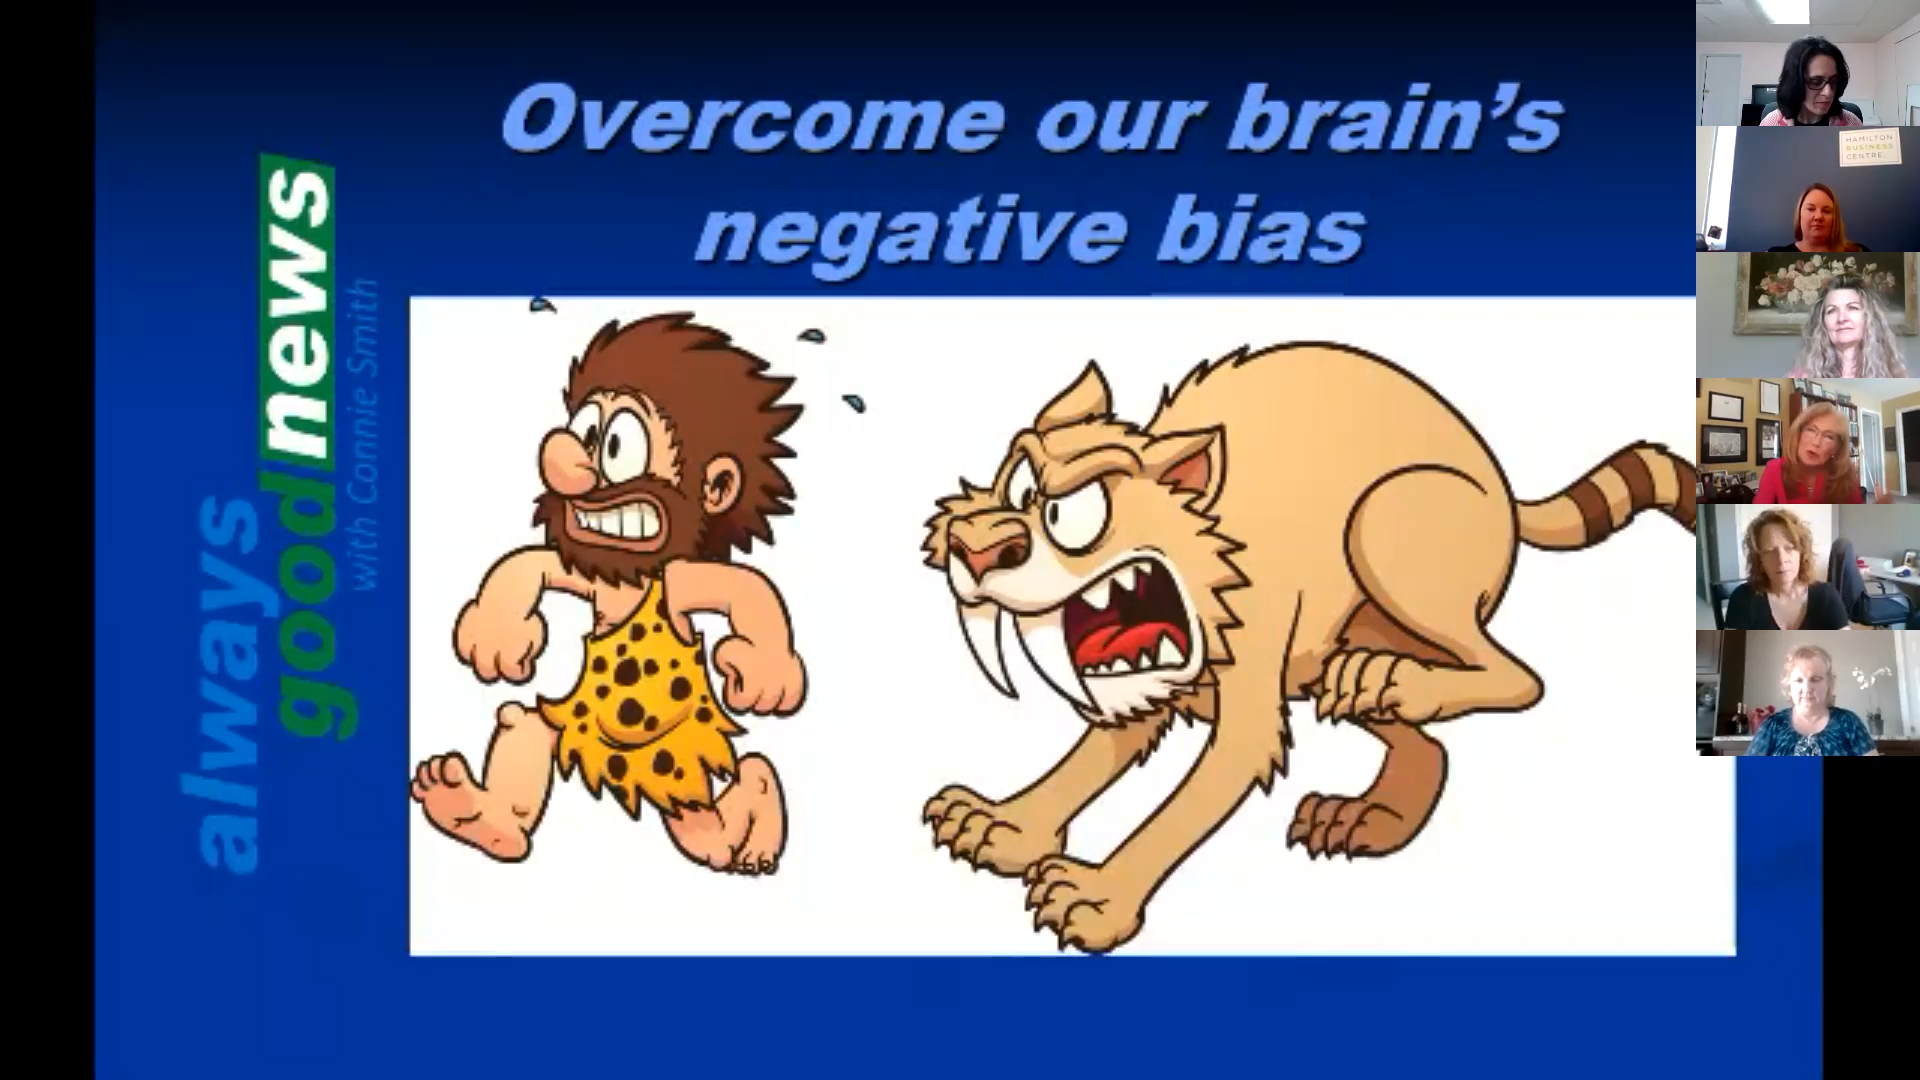 Overcome our brain’s
negative bias
always
good news
with Connie Smith
HAMILTON
BUSINESS
CENTRE.